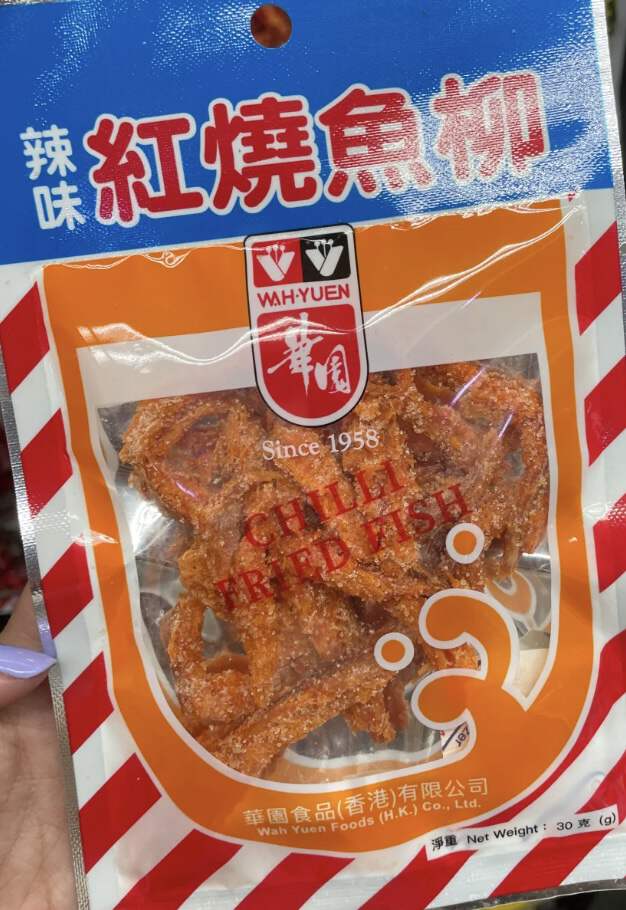 辣味
紅燒魚柳
WAH·YUEN
華園
Since 1958
CHILLI
FRIED FISH
華園食品(香港)有限公司
Wah Yuen Foods (H.K.) Co., Ltd.
淨重 Net Weight : 30 克 (g)